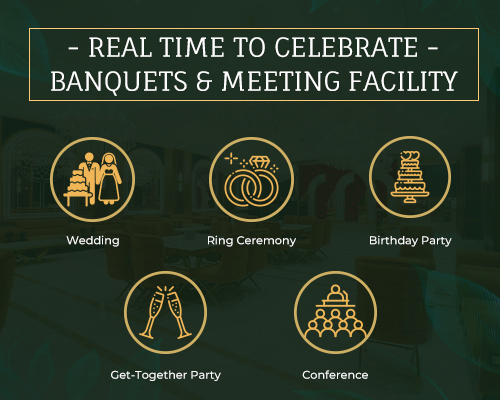 - REAL TIME TO CELEBRATE -
BANQUETS & MEETING FACILITY
Wedding
Ring Ceremony
Birthday Party
Get-Together Party
Conference